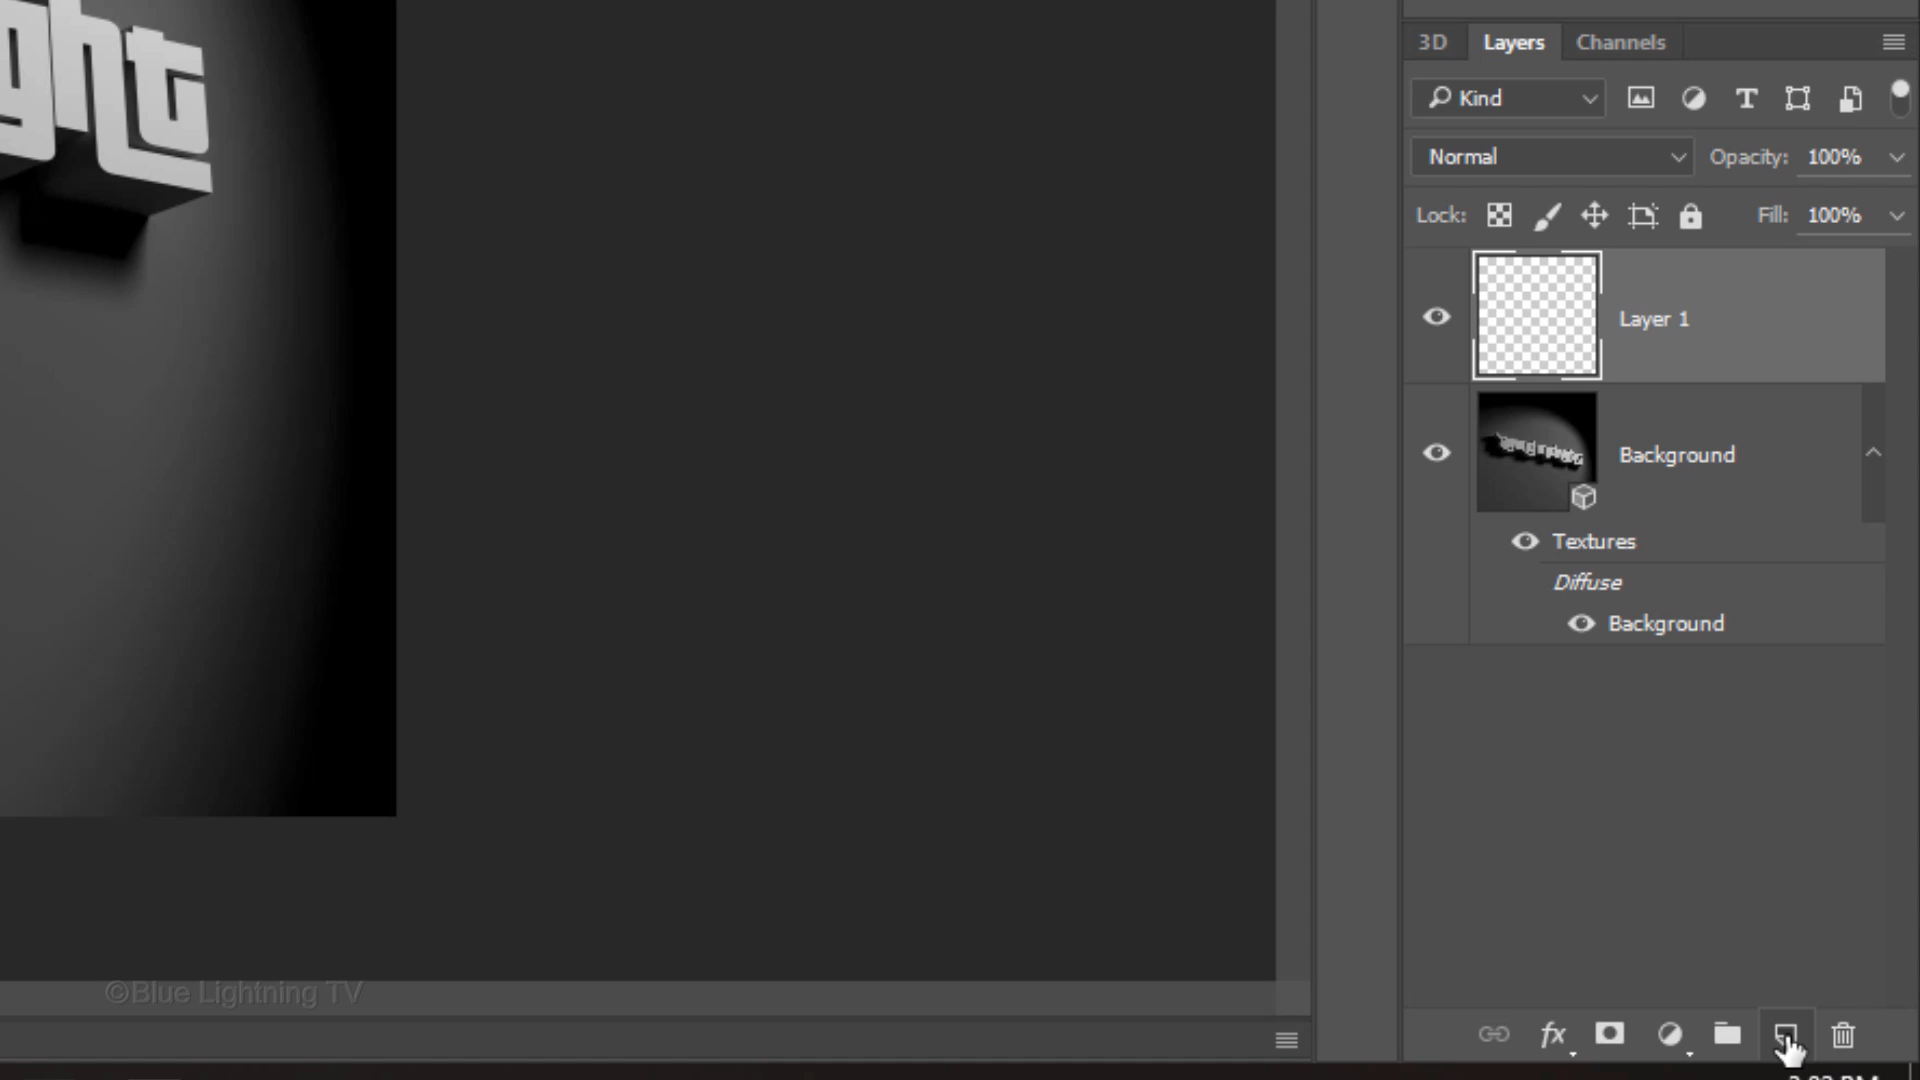 ght
3D Layers Channels
Kind
Normal Opacity: 100%
Lock: Fill: 100%
Layer 1
Background
Textures
Diffuse
Background
©Blue Lightning TV
fx